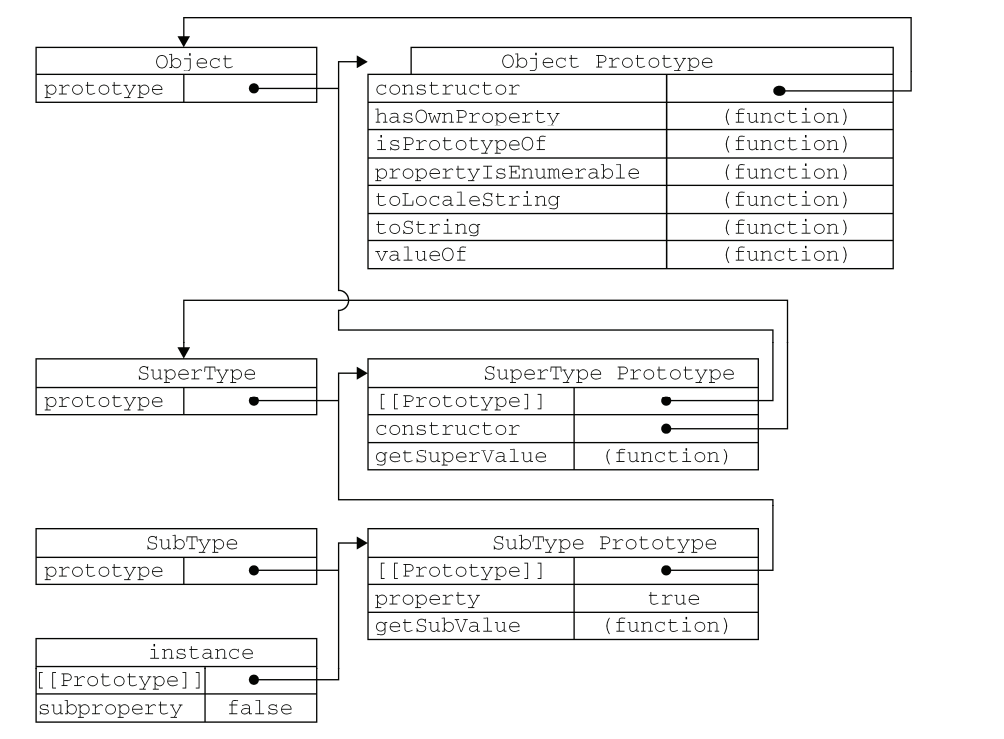 Object
prototype
Object Prototype
constructor
hasOwnProperty (function)
isPrototypeOf (function)
propertyIsEnumerable (function)
toLocaleString (function)
toString (function)
valueOf (function)
SuperType
prototype
SuperType Prototype
[[Prototype]]
constructor
getSuperValue (function)
SubType
prototype
SubType Prototype
[[Prototype]]
property true
getSubValue (function)
instance
[[Prototype]]
subproperty false